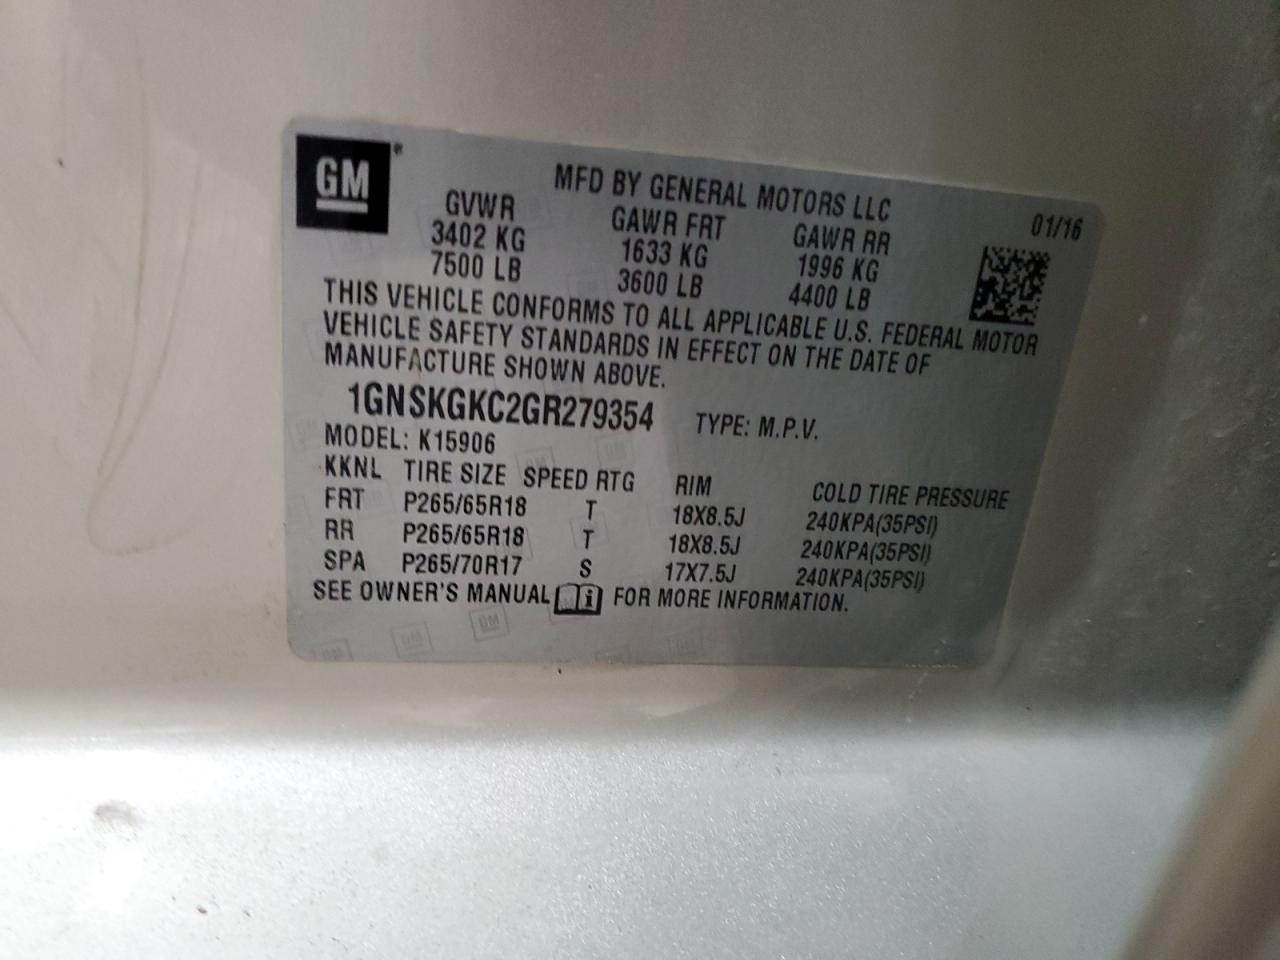 GM®
MFD BY GENERAL MOTORS LLC
01/16
GVWR GAWR FRT GAWR RR
3402 KG 1633 KG 1996 KG
7500 LB 3600 LB 4400 LB
THIS VEHICLE CONFORMS TO ALL APPLICABLE U.S. FEDERAL MOTOR
VEHICLE SAFETY STANDARDS IN EFFECT ON THE DATE OF
MANUFACTURE SHOWN ABOVE.
1GNSKGKC2GR279354 TYPE: M.P.V.
MODEL: K15906
KKNL TIRE SIZE SPEED RTG RIM COLD TIRE PRESSURE
FRT P265/65R18 T 18X8.5J 240KPA(35PSI)
RR P265/65R18 T 18X8.5J 240KPA(35PSI)
SPA P265/70R17 S 17X7.5J 240KPA(35PSI)
SEE OWNER'S MANUAL i FOR MORE INFORMATION.
GM GM GM